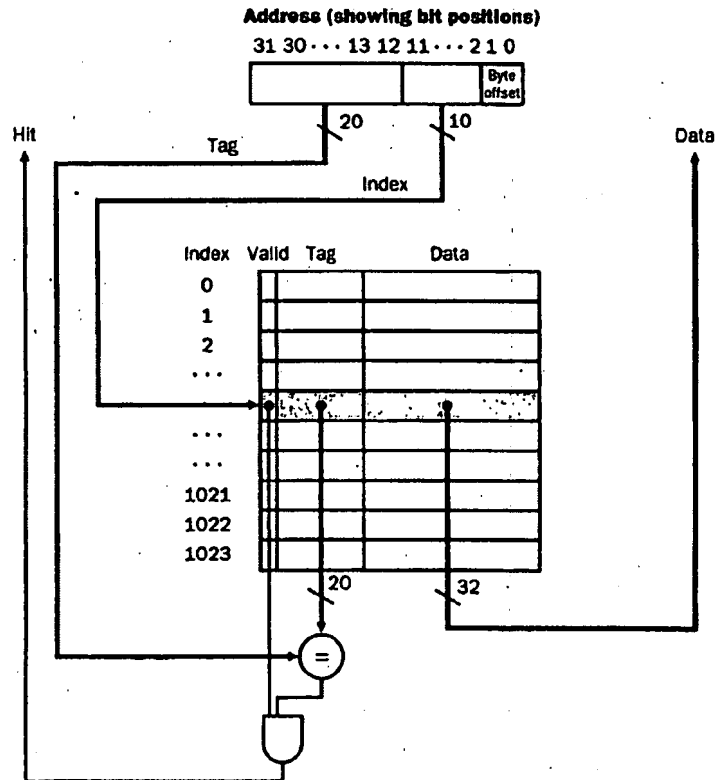 Address (showing bit positions)
31 30 ··· 13 12 11 ··· 2 1 0
Byte
offset
Hit
20
10
Data
Tag
Index
Index Valid Tag Data
0
1
2
···
···
···
1021
1022
1023
20
32
=